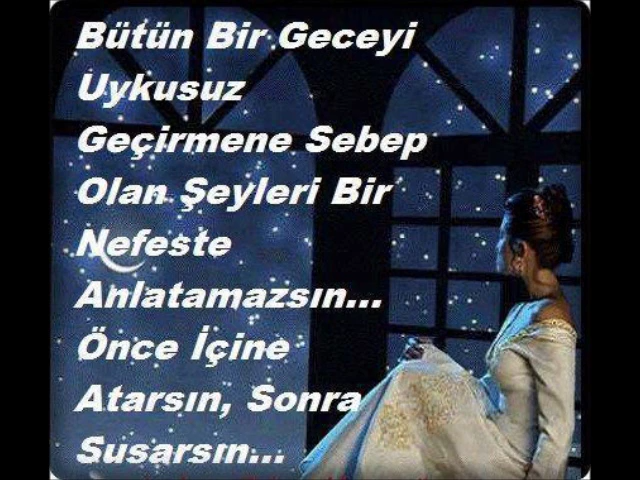 Bütün Bir Geceyi
Uykusuz
Geçirmene Sebep
Olan Şeyleri Bir
Nefeste
Anlatamazsın...
Önce İçine
Atarsın, Sonra
Susarsın...